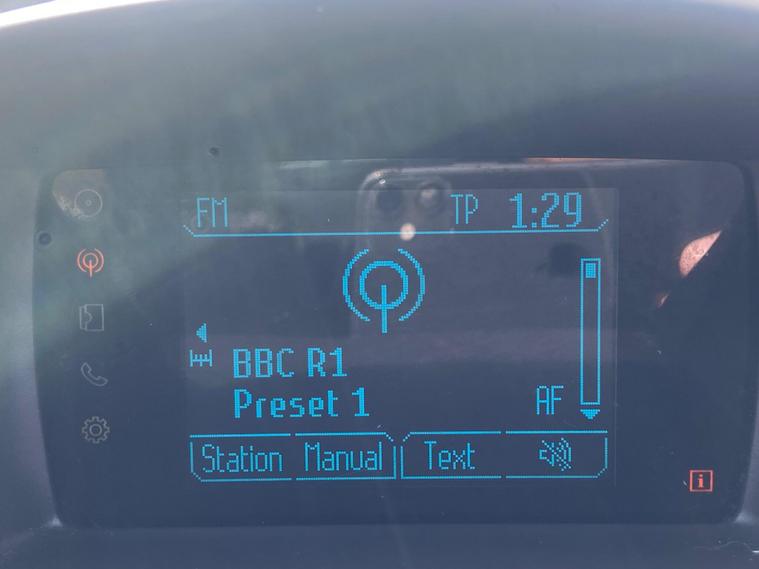 FM TP 1:29
BBC R1
Preset 1
AF
Station Manual Text
i